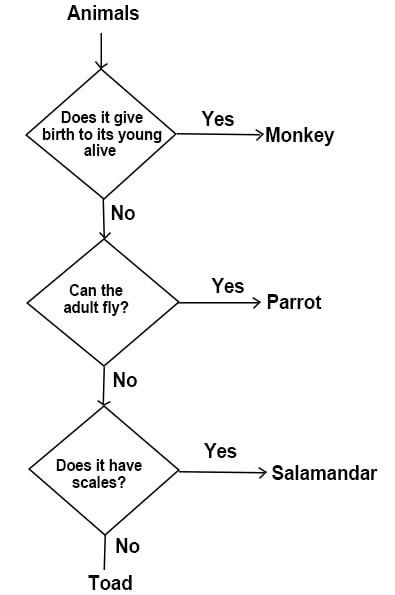 Animals
Does it give
birth to its young
alive
Yes
Monkey
No
Can the
adult fly?
Yes
Parrot
No
Does it have
scales?
Yes
Salamandar
No
Toad